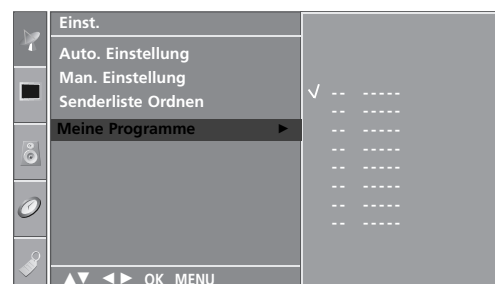 Einst.
Auto. Einstellung
Man. Einstellung
Senderliste Ordnen
Meine Programme ►
√ -- -----
-- -----
-- -----
-- -----
-- -----
-- -----
-- -----
-- -----
▲▼ ◄► OK MENU